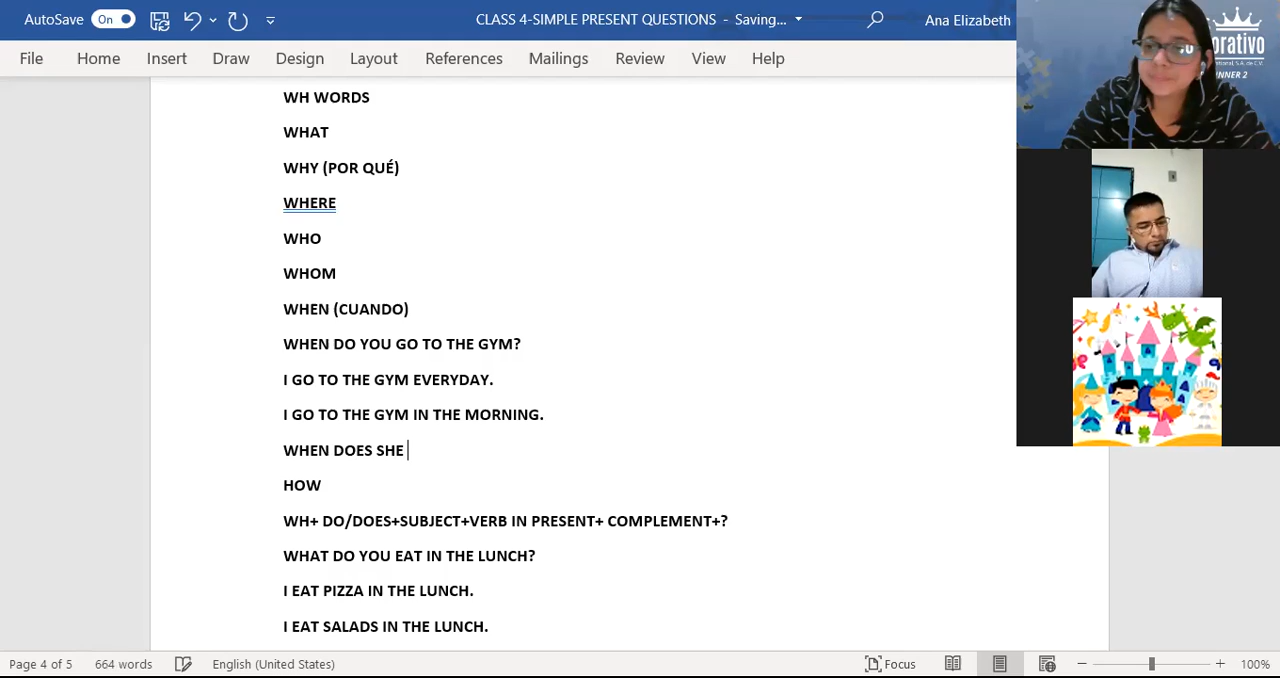 AutoSave On CLASS 4-SIMPLE PRESENT QUESTIONS - Saving... Ana Elizabeth
File Home Insert Draw Design Layout References Mailings Review View Help
orativo
WH WORDS
WHAT
WHY (POR QUÉ)
WHERE
WHO
WHOM
WHEN (CUANDO)
WHEN DO YOU GO TO THE GYM?
I GO TO THE GYM EVERYDAY.
I GO TO THE GYM IN THE MORNING.
WHEN DOES SHE
HOW
WH+ DO/DOES+SUBJECT+VERB IN PRESENT+ COMPLEMENT+?
WHAT DO YOU EAT IN THE LUNCH?
I EAT PIZZA IN THE LUNCH.
I EAT SALADS IN THE LUNCH.
Page 4 of 5 664 words English (United States) Focus 100%